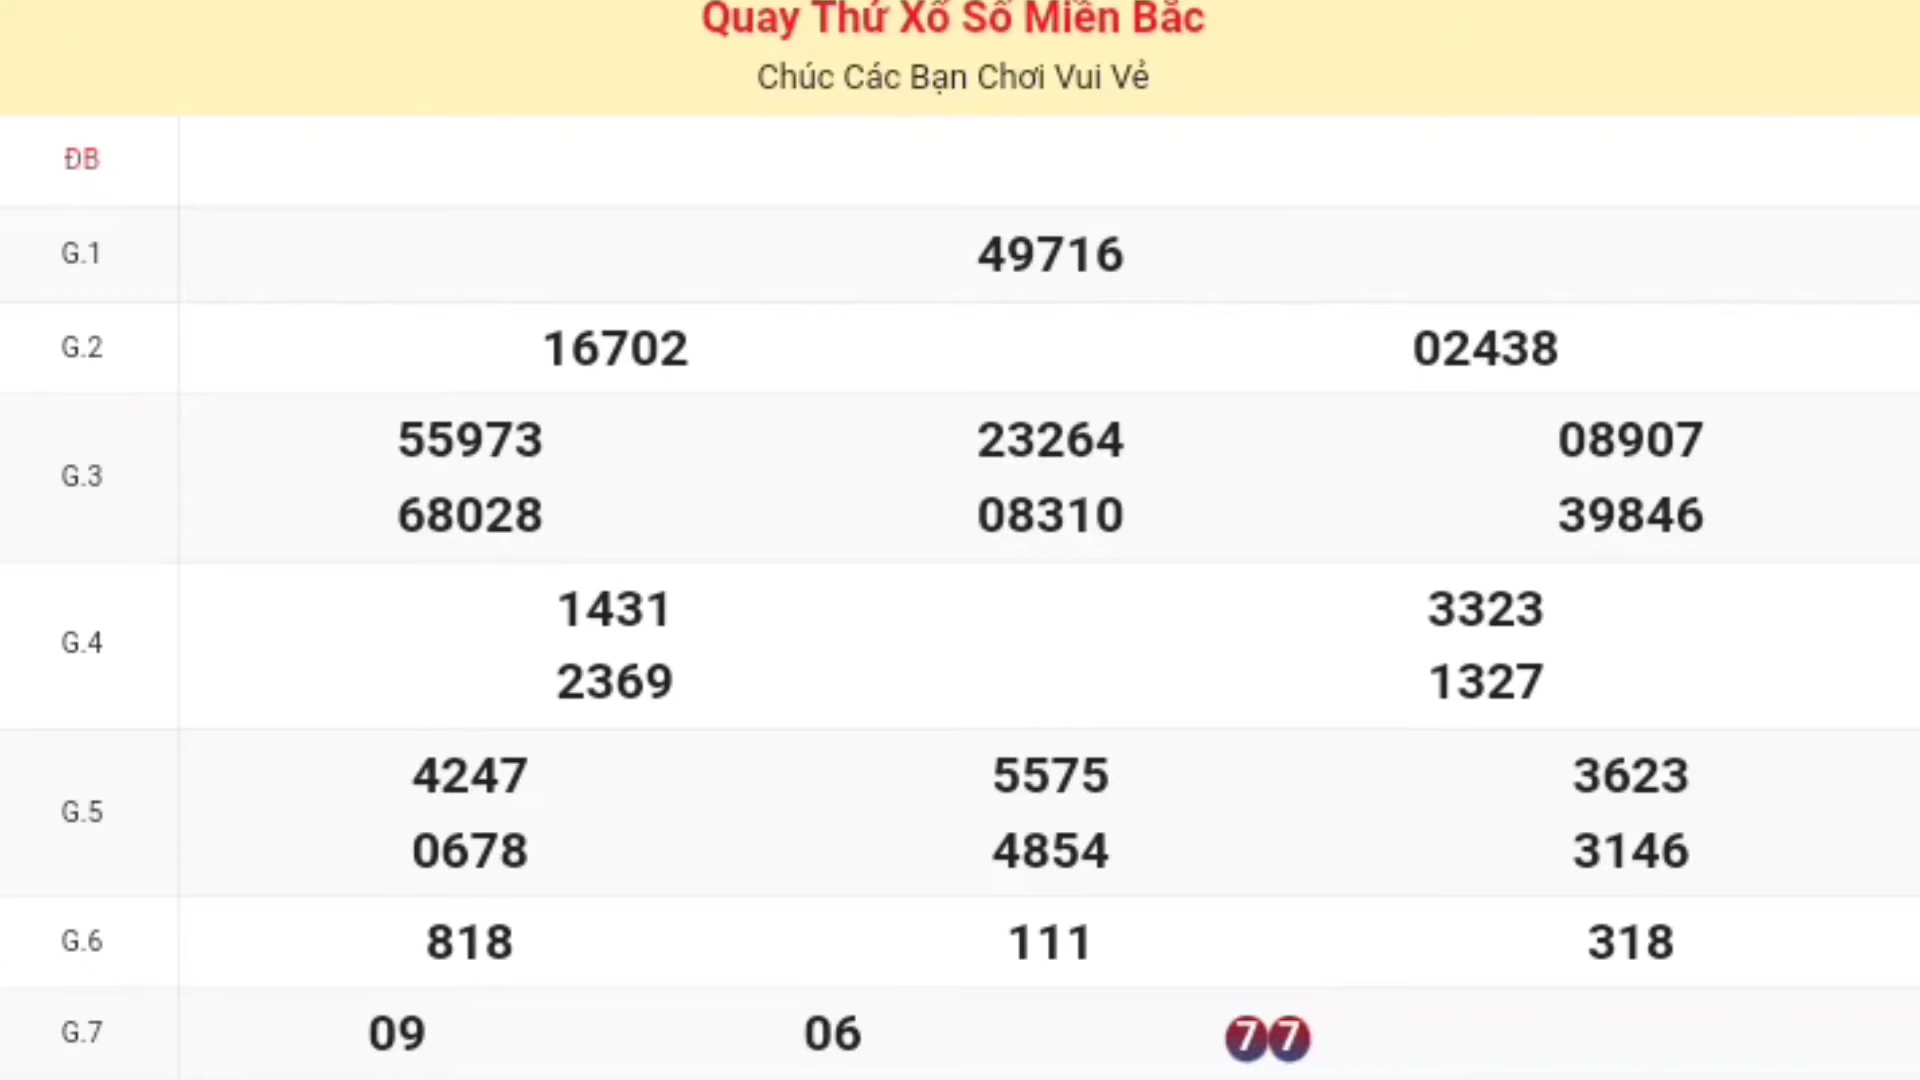 Quay Thử Xổ Số Miền Bắc
Chúc Các Bạn Chơi Vui Vẻ
ĐB
G.1 49716
G.2 16702 02438
G.3 55973 23264 08907
68028 08310 39846
G.4 1431 3323
2369 1327
G.5 4247 5575 3623
0678 4854 3146
G.6 818 111 318
G.7 09 06 77